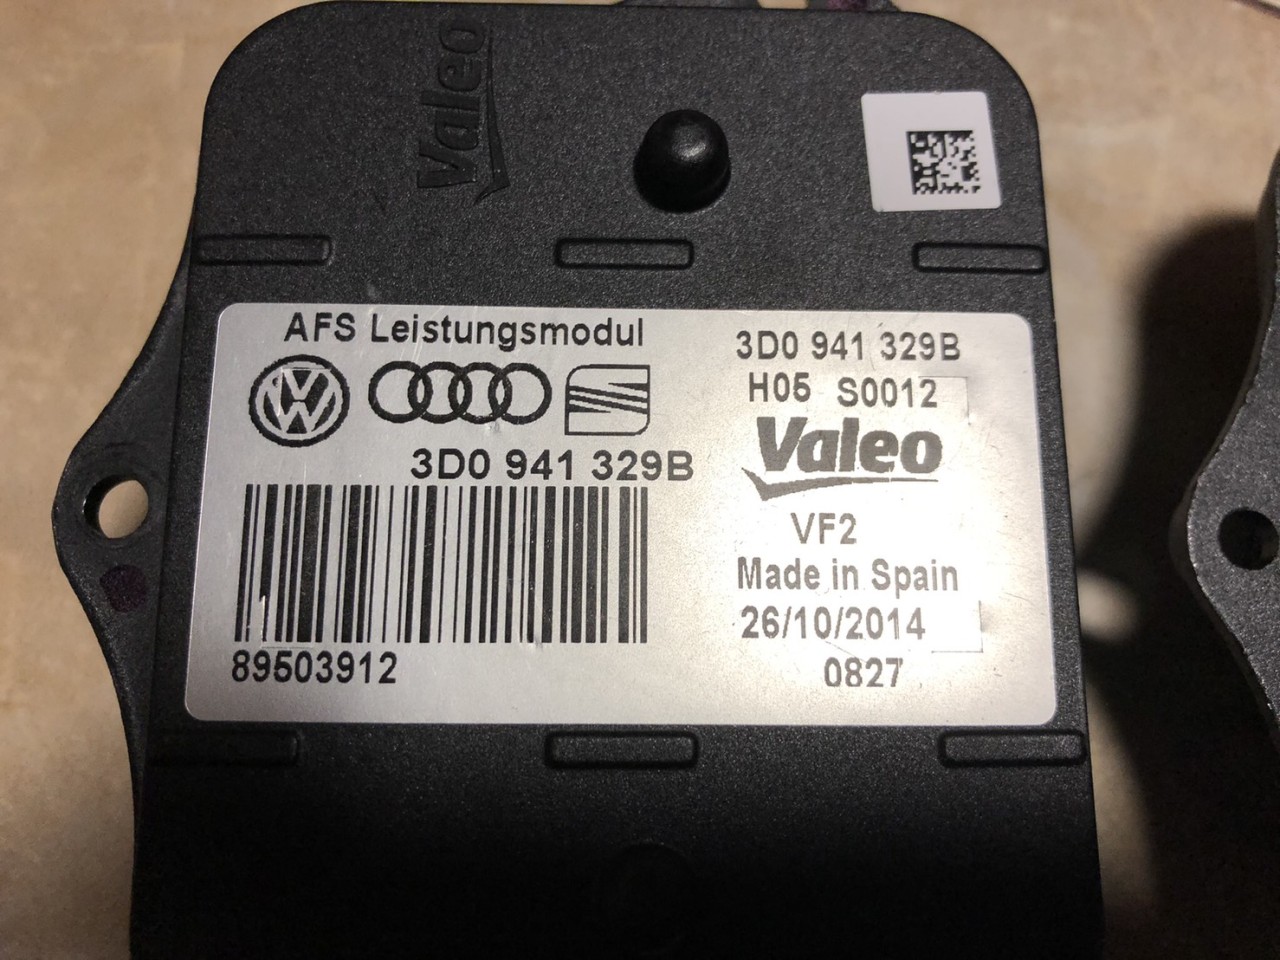 Valeo
AFS Leistungsmodul
3D0 941 329B
89503912
3D0 941 329B
H05 S0012
Valeo
VF2
Made in Spain
26/10/2014
0827